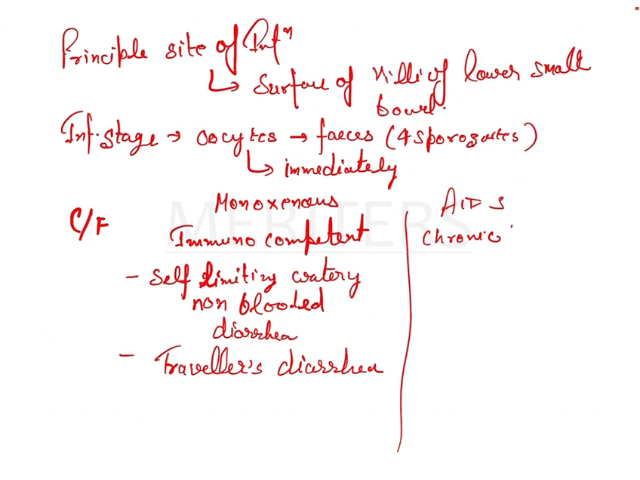 Principle site of Infⁿ
↳ Surface of Villi of lower small
bowel.
Inf. stage → oocytes → faeces (4 sporozoites)
↳ immediately
Monoxenous
C/F
MERITERS
Immuno competent
AIDS
chronic
- Self limiting watery
non blooded
diarrhea
- Traveller's diarrhea